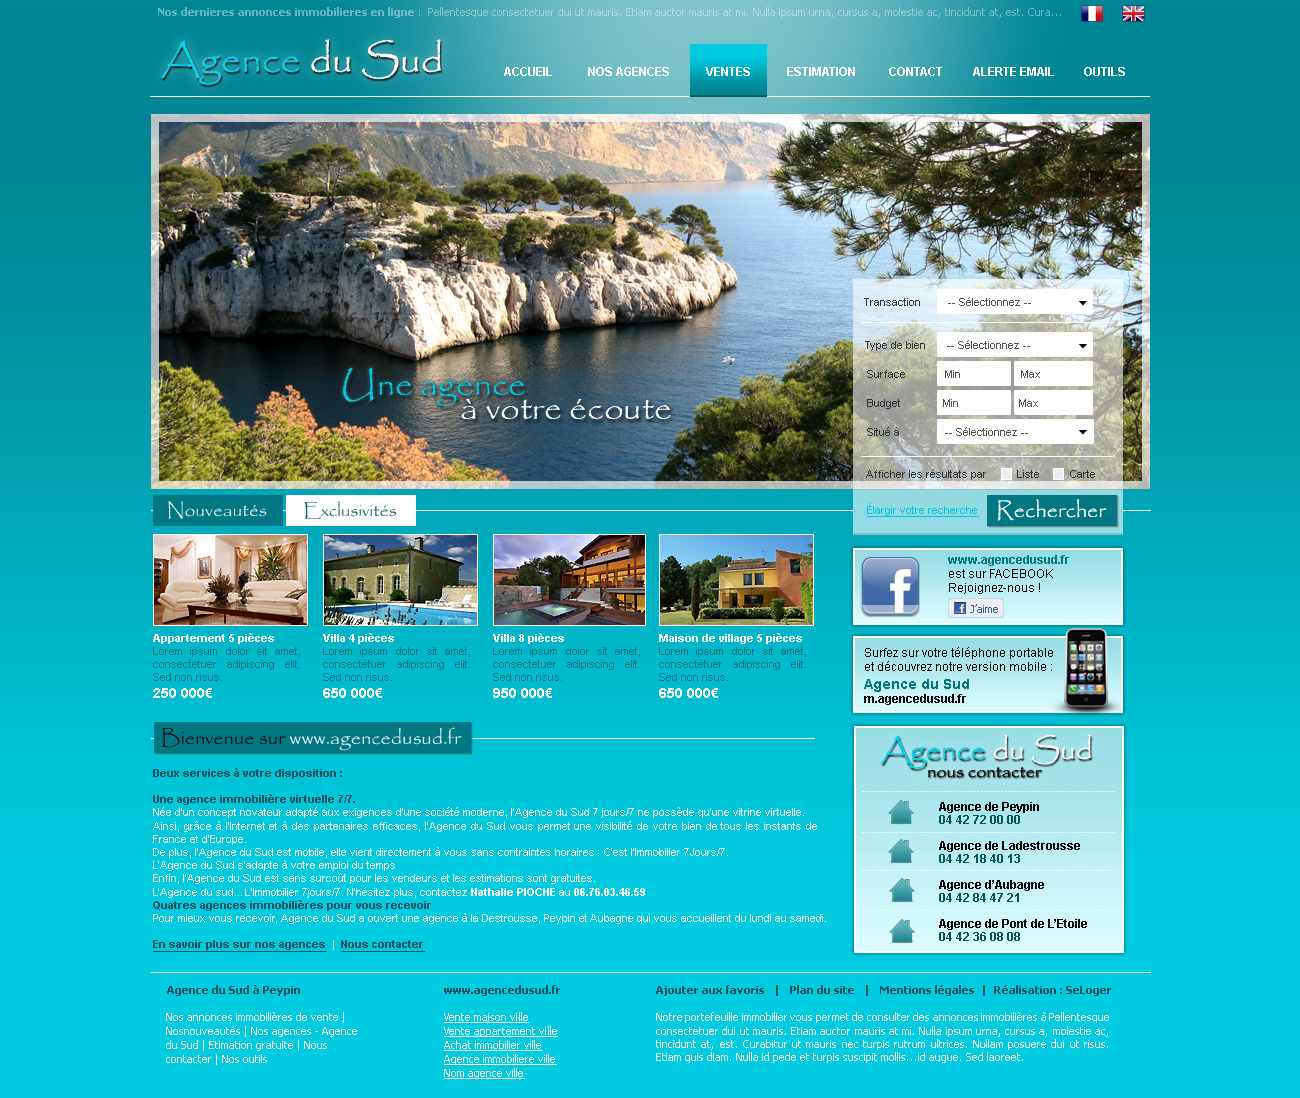 Nos dernieres annonces immobilieres en ligne : Pellentesque consectetuer dui ut mauris. Etiam auctor mauris at mi. Nulla ipsum urna, cursus a, molestie ac, tincidunt at, est. Cura...
Agence du Sud
ACCUEIL NOS AGENCES VENTES ESTIMATION CONTACT ALERTE EMAIL OUTILS
Une agence
à votre écoute
Transaction -- Sélectionnez --
Type de bien -- Sélectionnez --
Surface Min Max
Budget Min Max
Situé à -- Sélectionnez --
Afficher les résultats par Liste Carte
Élargir votre recherche Rechercher
Nouveautés Exclusivités
Appartement 5 pièces
Lorem ipsum dolor sit amet,
consectetuer adipiscing elit.
Sed non risus.
250 000€
Villa 4 pièces
Lorem ipsum dolor sit amet,
consectetuer adipiscing elit.
Sed non risus.
650 000€
Villa 8 pièces
Lorem ipsum dolor sit amet,
consectetuer adipiscing elit.
Sed non risus.
950 000€
Maison de village 5 pièces
Lorem ipsum dolor sit amet,
consectetuer adipiscing elit.
Sed non risus.
650 000€
www.agencedusud.fr
est sur FACEBOOK
Rejoignez-nous !
J'aime
Surfez sur votre téléphone portable
et découvrez notre version mobile :
Agence du Sud
m.agencedusud.fr
Bienvenue sur www.agencedusud.fr
Deux services à votre disposition :
Une agence immobilière virtuelle 7/7.
Née d'un concept novateur adapté aux exigences d'une société moderne, l'Agence du Sud 7 jours/7 ne possède qu'une vitrine virtuelle.
Ainsi, grâce à l'Internet et à des partenaires efficaces, l'Agence du Sud vous permet une visibilité de votre bien de tous les instants de
France et d'Europe.
De plus, l'Agence du Sud est mobile, elle vient directement à vous sans contraintes horaires : C'est l'Immobilier 7Jours/7.
L'Agence du Sud s'adapte à votre emploi du temps
Enfin, l'Agence du Sud est sans surcoût pour les vendeurs et les estimations sont gratuites.
L'Agence du sud...L'Immobilier 7jours/7. N'hésitez plus, contactez Nathalie PIOCHE au 06.76.03.46.59
Quatres agences immobilières pour vous recevoir
Pour mieux vous recevoir, Agence du Sud a ouvert une agence à la Destrousse, Peypin et Aubagne qui vous accueillent du lundi au samedi.
En savoir plus sur nos agences | Nous contacter
Agence du Sud
nous contacter
Agence de Peypin
04 42 72 00 00
Agence de Ladestrousse
04 42 18 40 13
Agence d'Aubagne
04 42 84 47 21
Agence de Pont de L'Etoile
04 42 36 08 08
Agence du Sud à Peypin
Nos annonces immobilières de vente |
Nosnouveautés | Nos agences - Agence
du Sud | Etimation gratuite | Nous
contacter | Nos outils
www.agencedusud.fr
Vente maison ville
Vente appartement ville
Achat immobilier ville
Agence immobiliere ville
Nom agence ville
Ajouter aux favoris | Plan du site | Mentions légales | Réalisation : SeLoger
Notre portefeuille immobilier vous permet de consulter des annonces immobilières à Pellentesque
consectetuer dui ut mauris. Etiam auctor mauris at mi. Nulla ipsum urna, cursus a, molestie ac,
tincidunt at, est. Curabitur ut mauris nec turpis rutrum ultrices. Nullam posuere dui ut risus.
Etiam quis diam. Nulla id pede et turpis suscipit mollis...id augue. Sed laoreet.